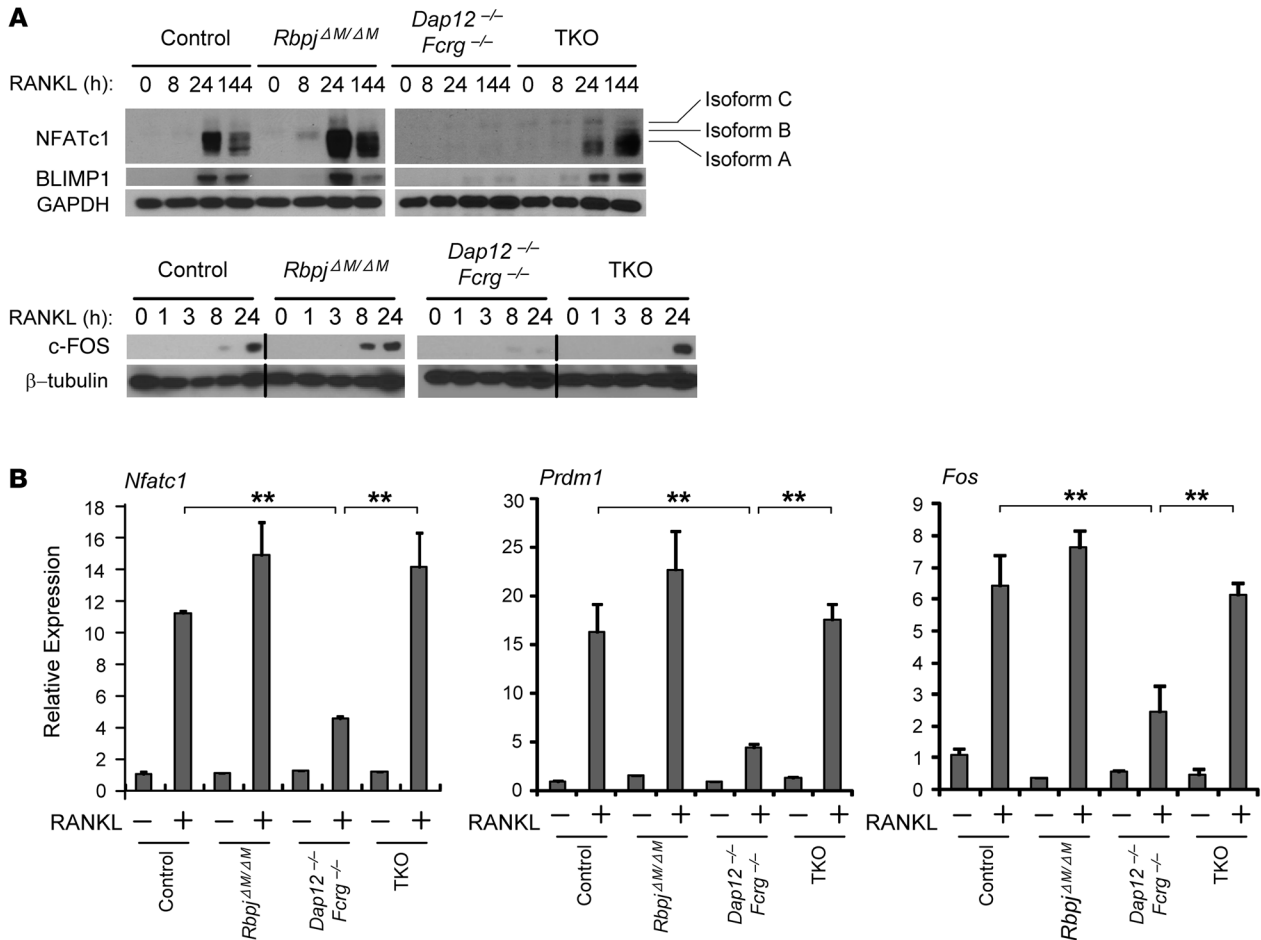 A
Control Rbpj ΔM/ΔM Dap12 –/– Fcrg –/– TKO
RANKL (h): 0 8 24 144 0 8 24 144 0 8 24 144 0 8 24 144
NFATc1
Isoform C
Isoform B
Isoform A
BLIMP1
GAPDH
Control Rbpj ΔM/ΔM Dap12 –/– Fcrg –/– TKO
RANKL (h): 0 1 3 8 24 0 1 3 8 24 0 1 3 8 24 0 1 3 8 24
c-FOS
β–tubulin
B
Nfatc1
Relative Expression
18
16
14
12
10
8
6
4
2
0
** **
RANKL – + – + – + – +
Control
Rbpj ΔM/ΔM
Dap12 –/–
Fcrg –/–
TKO
Prdm1
30
25
20
15
10
5
0
** **
RANKL – + – + – + – +
Control
Rbpj ΔM/ΔM
Dap12 –/–
Fcrg –/–
TKO
Fos
9
8
7
6
5
4
3
2
1
0
** **
RANKL – + – + – + – +
Control
Rbpj ΔM/ΔM
Dap12 –/–
Fcrg –/–
TKO